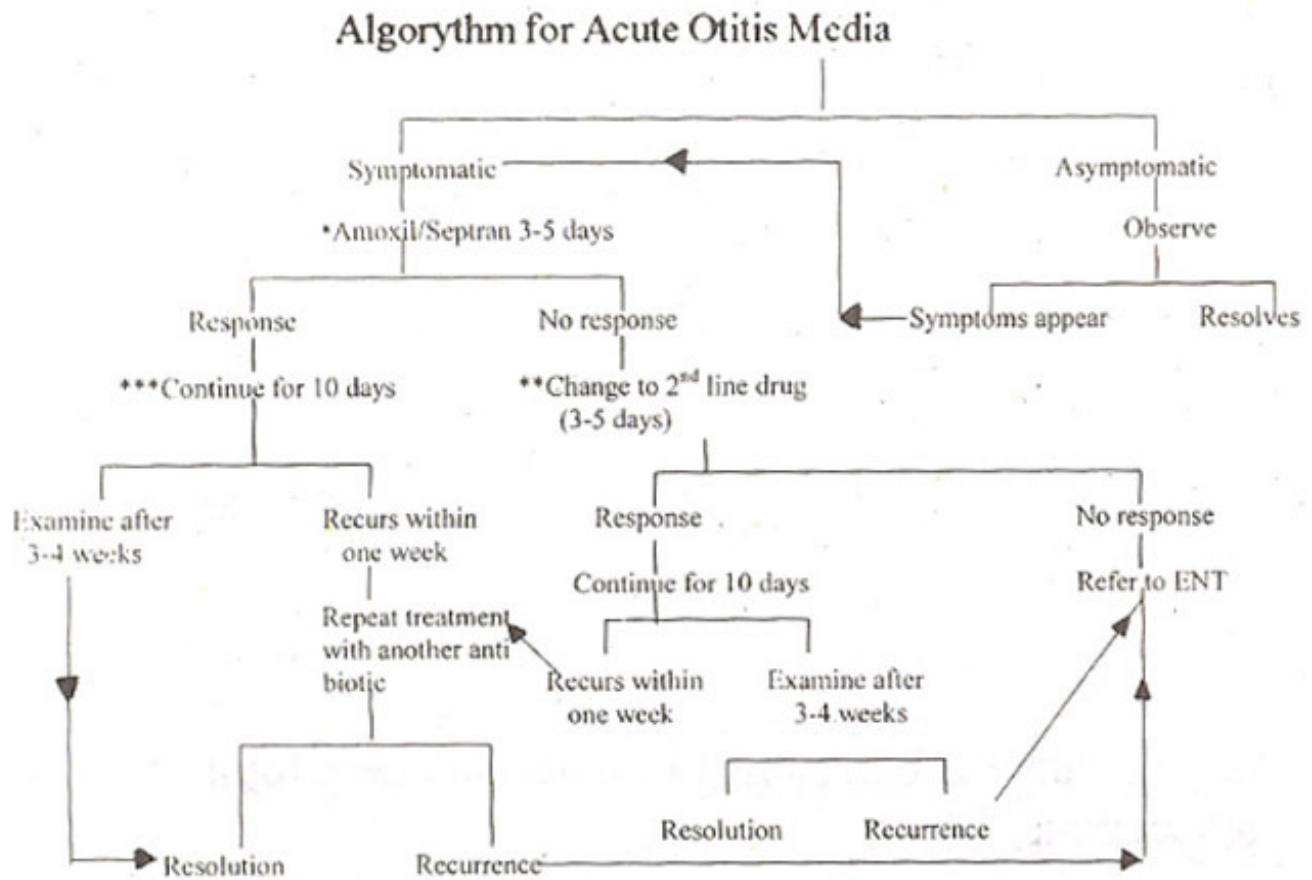 Algorythm for Acute Otitis Media
Symptomatic
Asymptomatic
*Amoxil/Septran 3-5 days
Observe
Response
No response
Symptoms appear
Resolves
***Continue for 10 days
**Change to 2nd line drug
(3-5 days)
Examine after
3-4 weeks
Recurs within
one week
Response
No response
Continue for 10 days
Refer to ENT
Repeat treatment
with another anti
biotic
Recurs within
one week
Examine after
3-4 weeks
Resolution
Recurrence
Resolution
Recurrence